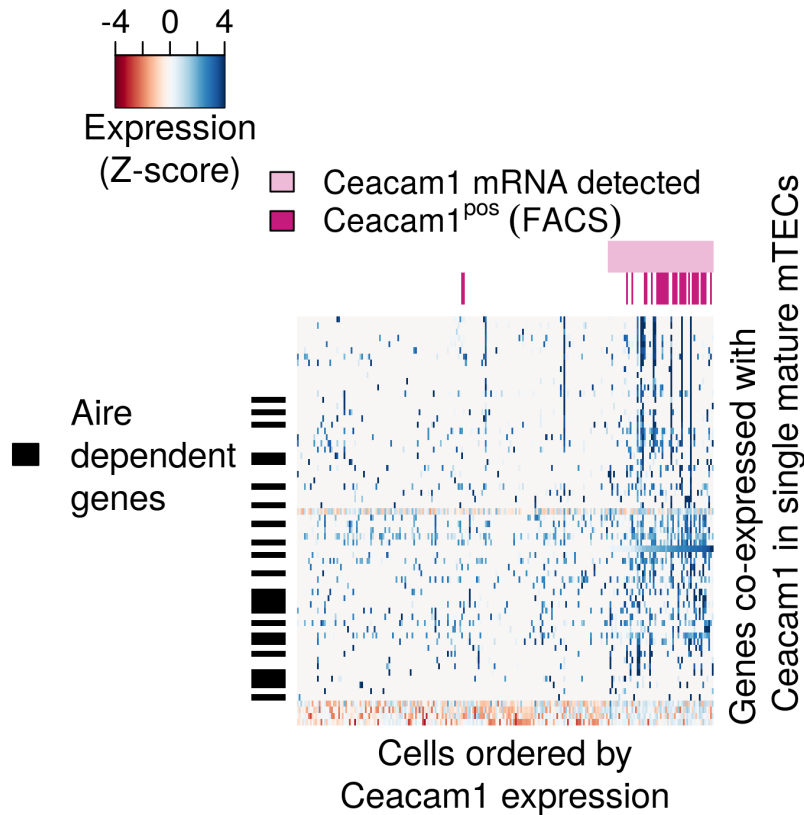 -4 0 4
Expression
(Z-score)
Ceacam1 mRNA detected
Ceacam1pos (FACS)
Aire
dependent
genes
Genes co-expressed with
Ceacam1 in single mature mTECs
Cells ordered by
Ceacam1 expression